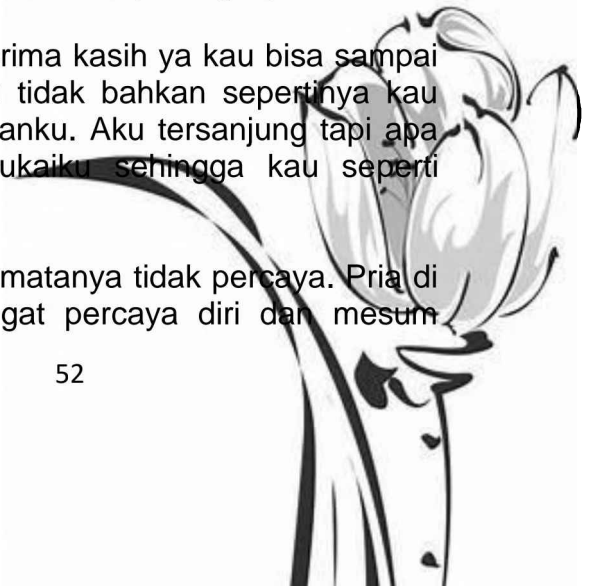 rima kasih ya kau bisa sampai
tidak bahkan sepertinya kau
anku. Aku tersanjung tapi apa
ukaiku sehingga kau seperti
matanya tidak percaya. Pria di
gat percaya diri dan mesum
52